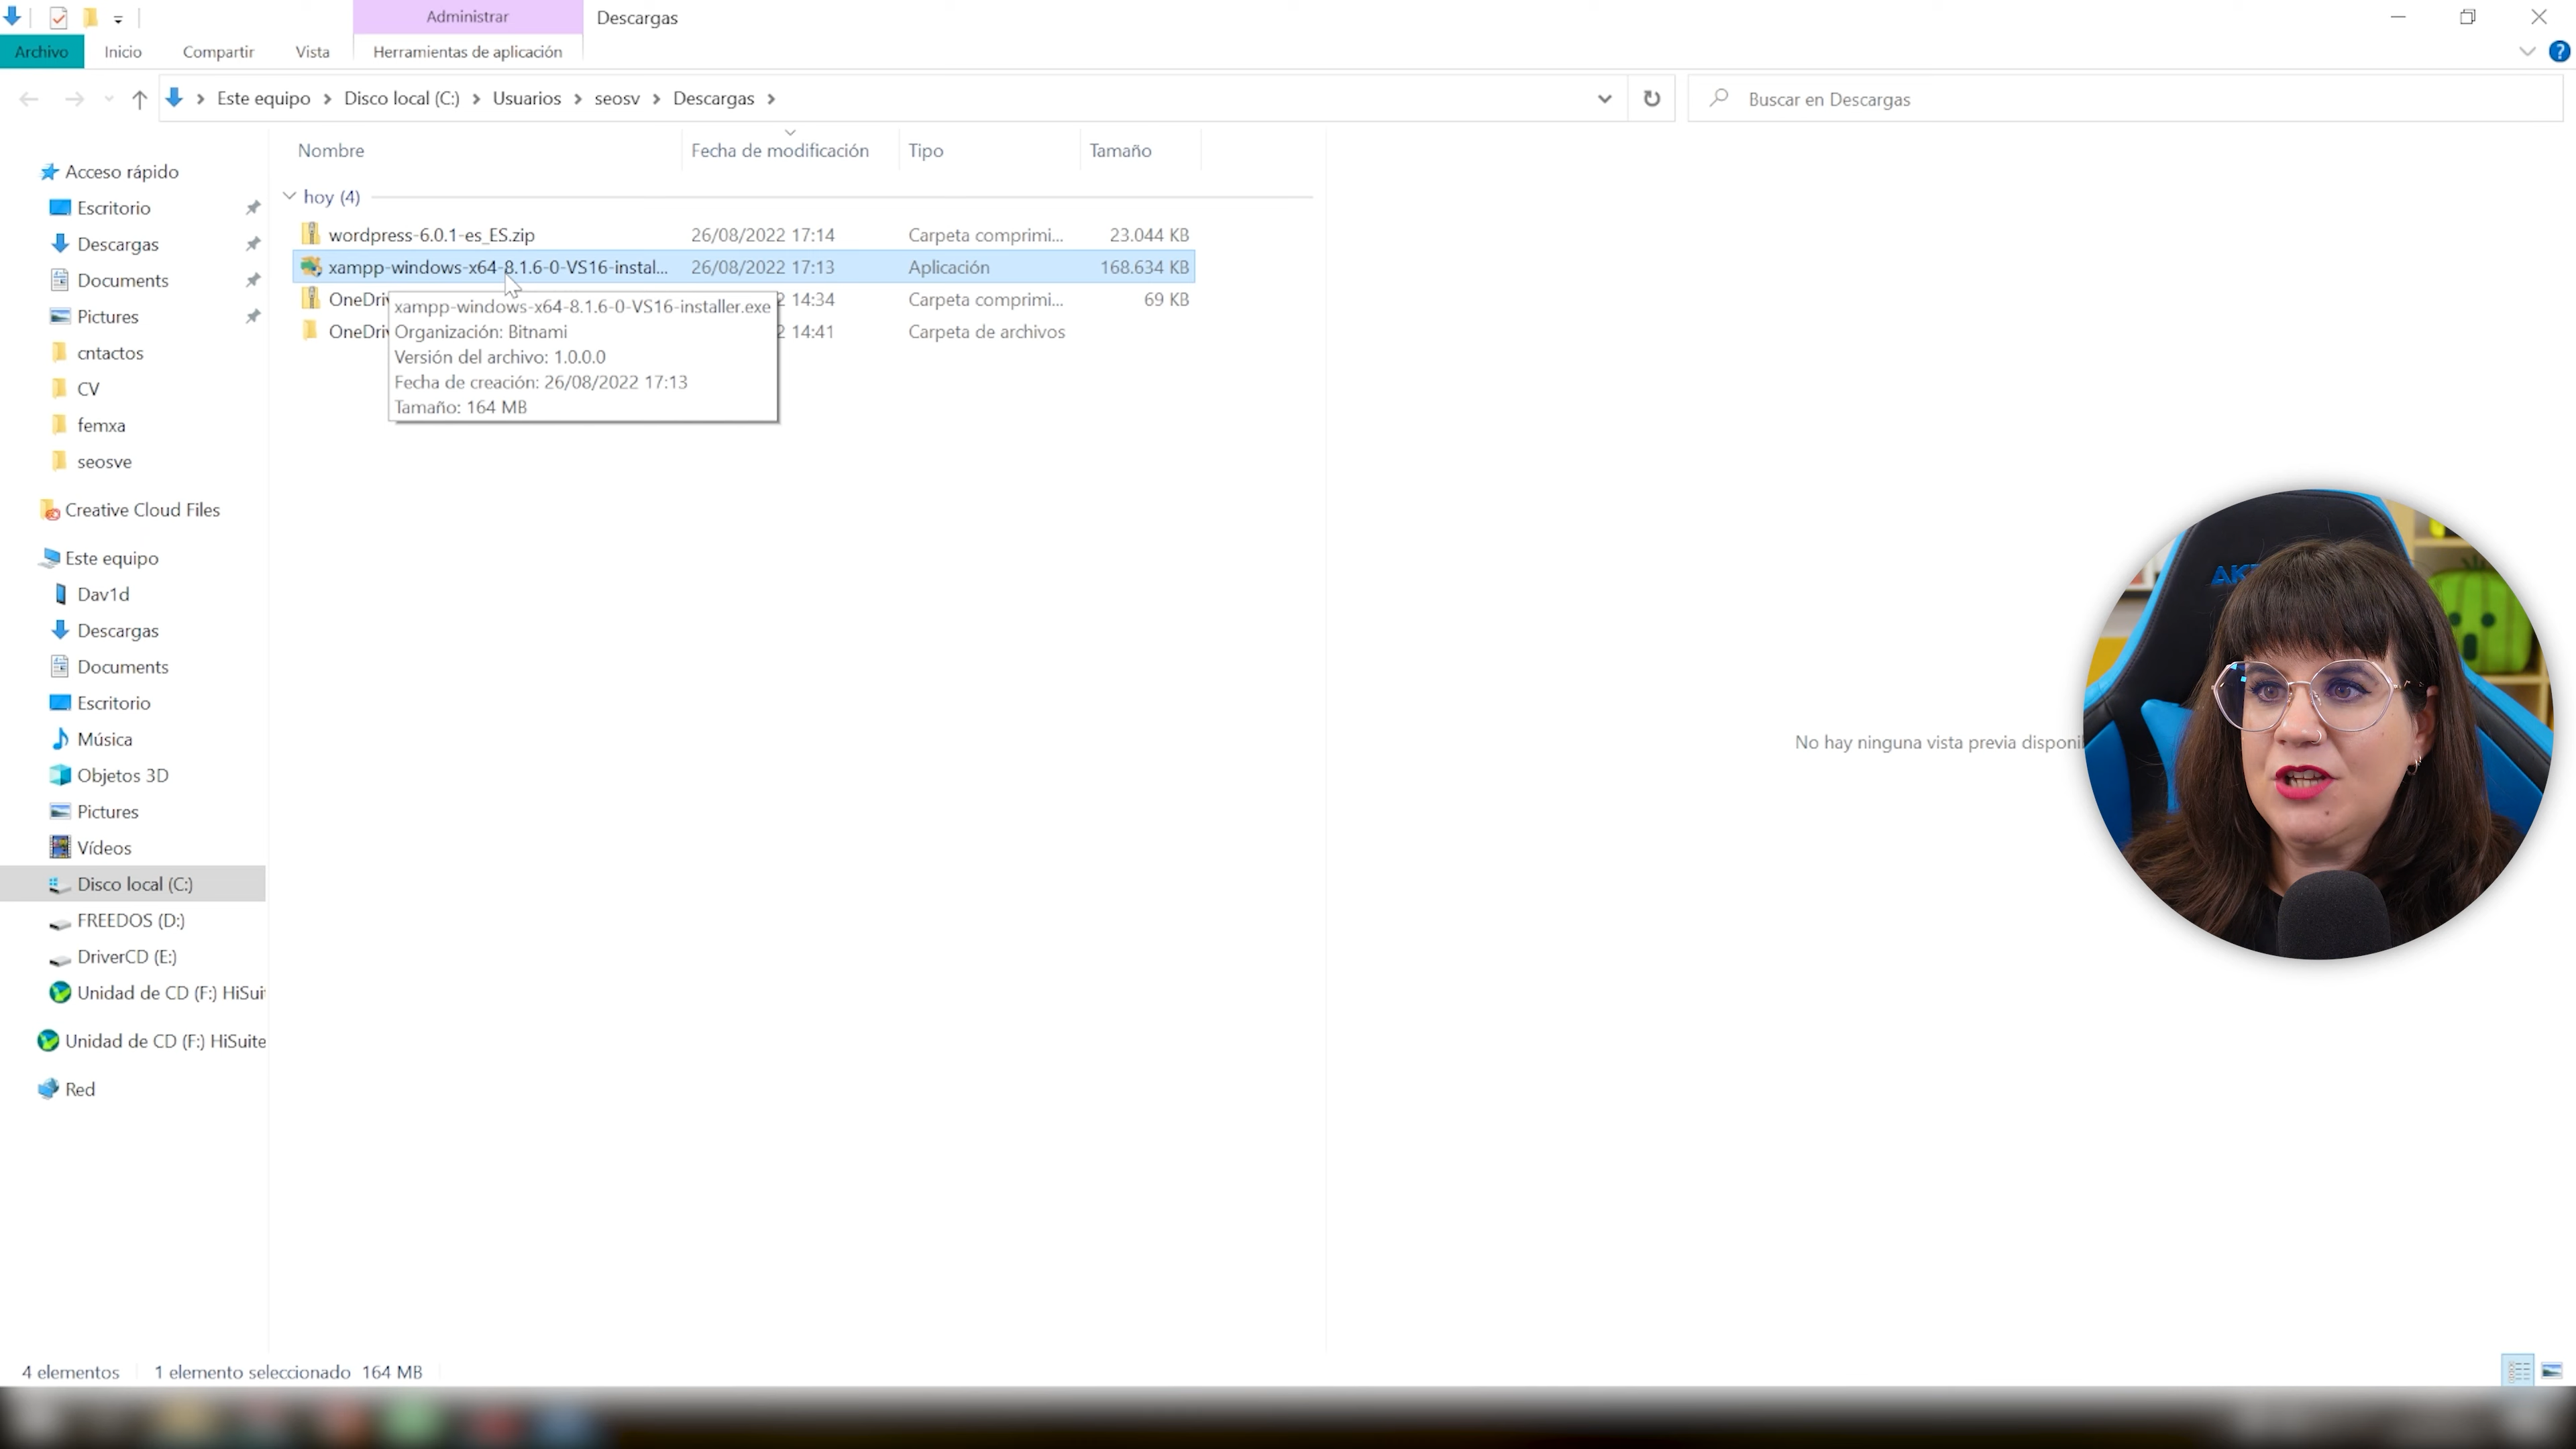 Administrar
Descargas
Archivo
Inicio
Compartir
Vista
Herramientas de aplicación
Este equipo
Disco local (C:)
Usuarios
seosv
Descargas
Buscar en Descargas
Nombre
Fecha de modificación
Tipo
Tamaño
hoy (4)
wordpress-6.0.1-es_ES.zip 26/08/2022 17:14 Carpeta comprimi... 23.044 KB
xampp-windows-x64-8.1.6-0-VS16-instal... 26/08/2022 17:13 Aplicación 168.634 KB
OneDri 2 14:34 Carpeta comprimi... 69 KB
OneDri 2 14:41 Carpeta de archivos
xampp-windows-x64-8.1.6-0-VS16-installer.exe
Organización: Bitnami
Versión del archivo: 1.0.0.0
Fecha de creación: 26/08/2022 17:13
Tamaño: 164 MB
Acceso rápido
Escritorio
Descargas
Documents
Pictures
cntactos
CV
femxa
seosve
Creative Cloud Files
Este equipo
Dav1d
Descargas
Documents
Escritorio
Música
Objetos 3D
Pictures
Vídeos
Disco local (C:)
FREEDOS (D:)
DriverCD (E:)
Unidad de CD (F:) HiSui
Unidad de CD (F:) HiSuite
Red
No hay ninguna vista previa disponi
4 elementos
1 elemento seleccionado 164 MB